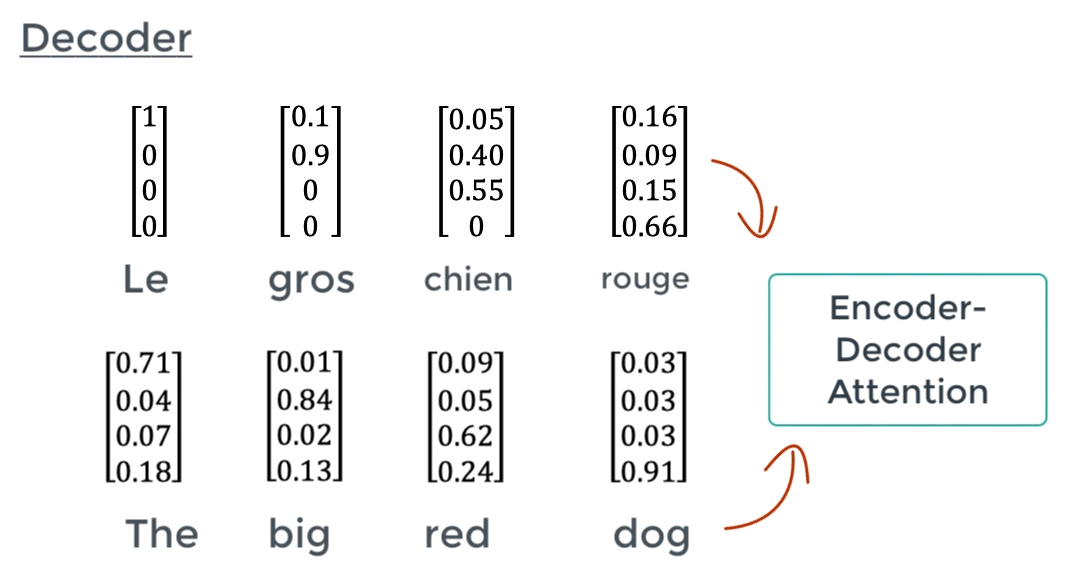 Decoder
[1 0 0 0] [0.1 0.9 0 0] [0.05 0.40 0.55 0] [0.16 0.09 0.15 0.66]
Le gros chien rouge
[0.71 0.04 0.07 0.18] [0.01 0.84 0.02 0.13] [0.09 0.05 0.62 0.24] [0.03 0.03 0.03 0.91]
The big red dog
Encoder-
Decoder
Attention